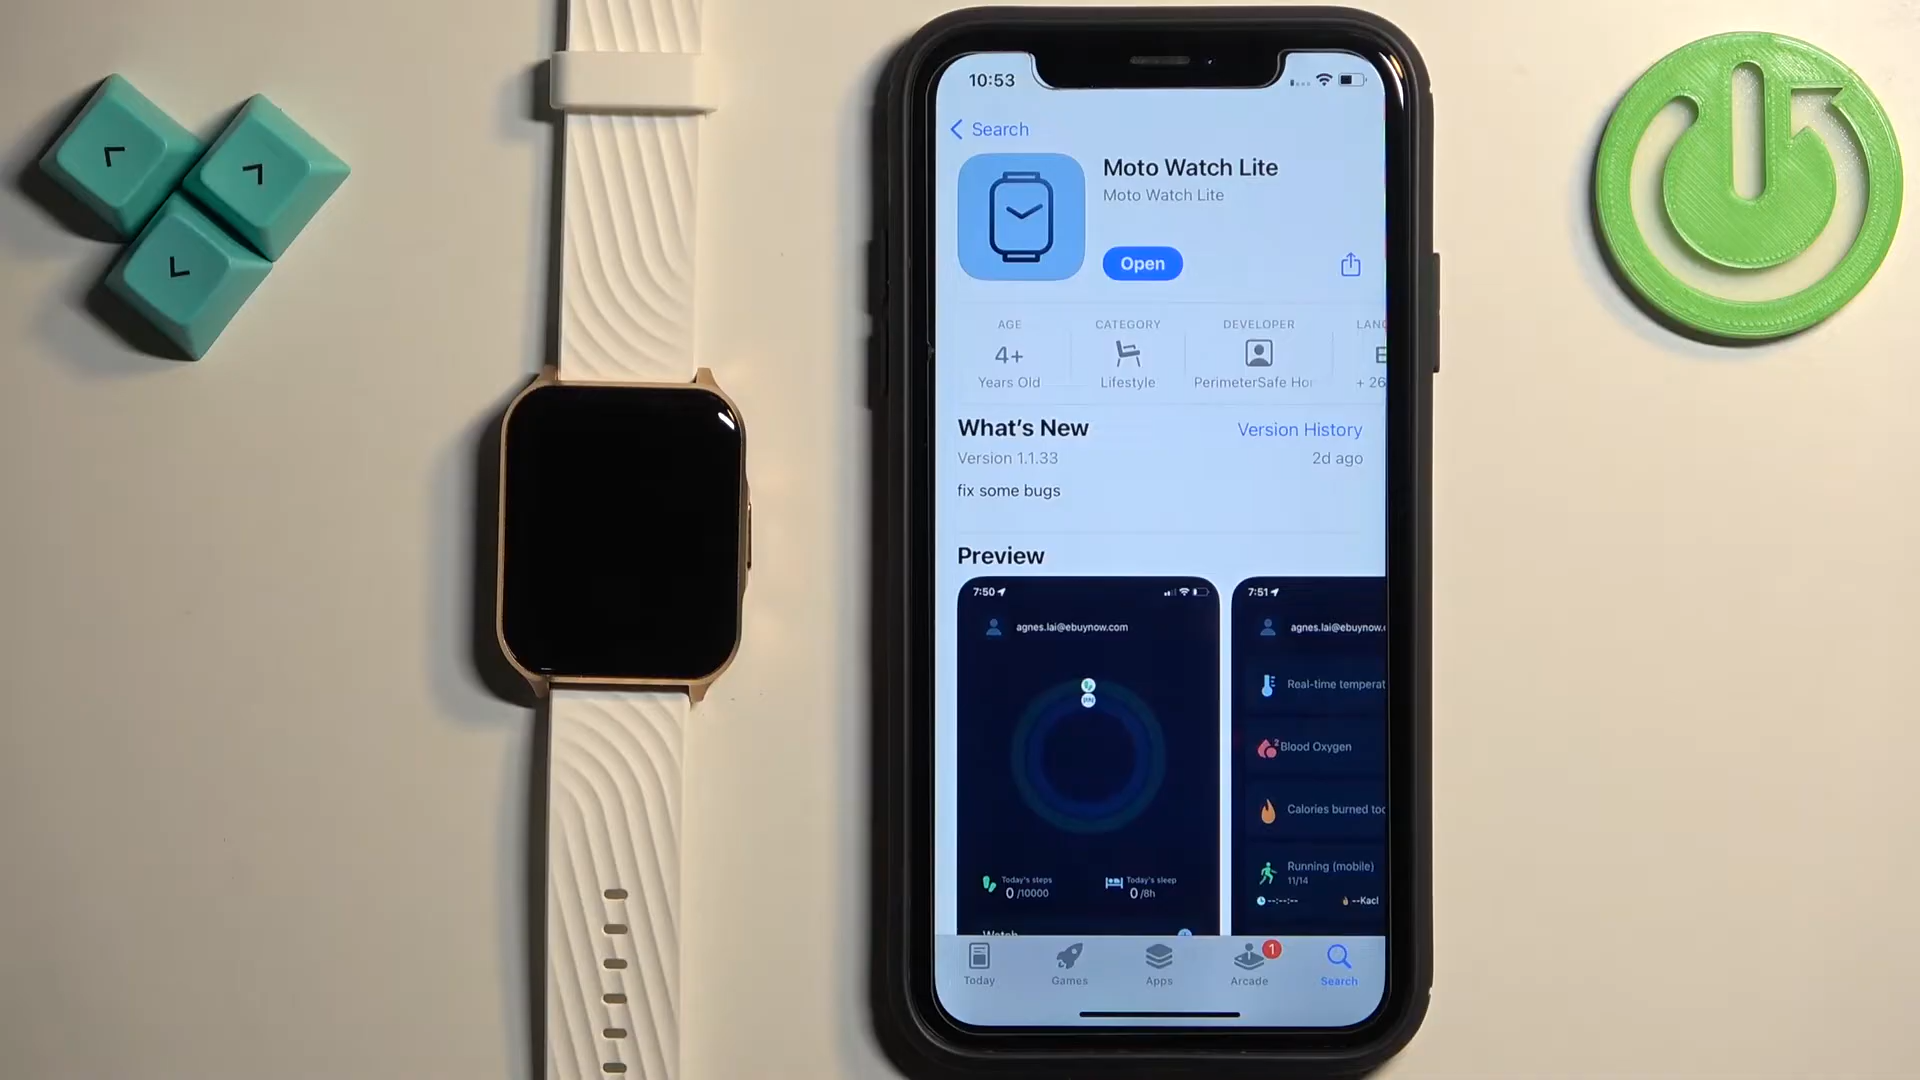 10:53
Search
Moto Watch Lite
Moto Watch Lite
Open
AGE
CATEGORY
DEVELOPER
4+
Years Old
Lifestyle
PerimeterSafe
+ 26
What's New
Version History
Version 1.1.33
2d ago
fix some bugs
Preview
7:50
agnes.lai@ebuynow.com
Today's steps
0 /10000
Today's sleep
0 /8h
Watch
7:51
agnes.lai@ebuynow.
Real-time temperat
Blood Oxygen
Calories burned
Running (mobile)
11/14
--:--:--
--Kacl
Today
Games
Apps
Arcade
1
Search